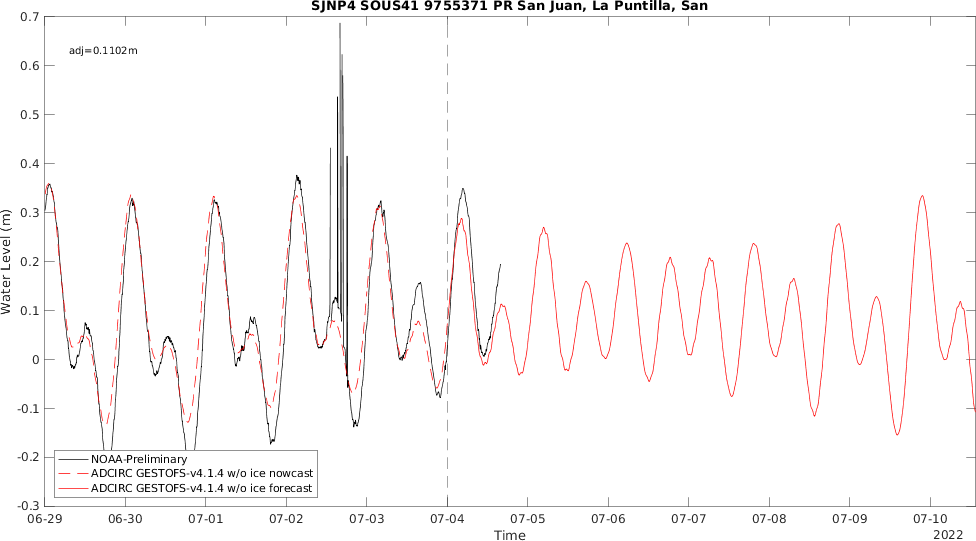 SJNP4 SOUS41 9755371 PR San Juan, La Puntilla, San
adj=0.1102m
0.7
0.6
0.5
0.4
0.3
0.2
0.1
0
-0.1
-0.2
-0.3
Water Level (m)
NOAA-Preliminary
ADCIRC GESTOFS-v4.1.4 w/o ice nowcast
ADCIRC GESTOFS-v4.1.4 w/o ice forecast
06-29 06-30 07-01 07-02 07-03 07-04 07-05 07-06 07-07 07-08 07-09 07-10
Time
2022